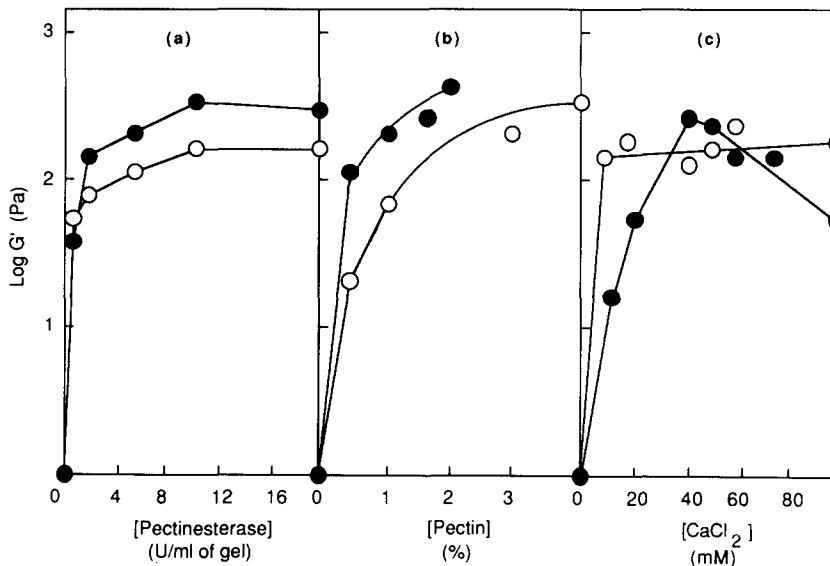 (a) (b) (c)
3
2
1
Log G' (Pa)
0 4 8 12 16 0 1 2 3 0 20 40 60 80
[Pectinesterase] [Pectin] [CaCl2]
(U/ml of gel) (%) (mM)